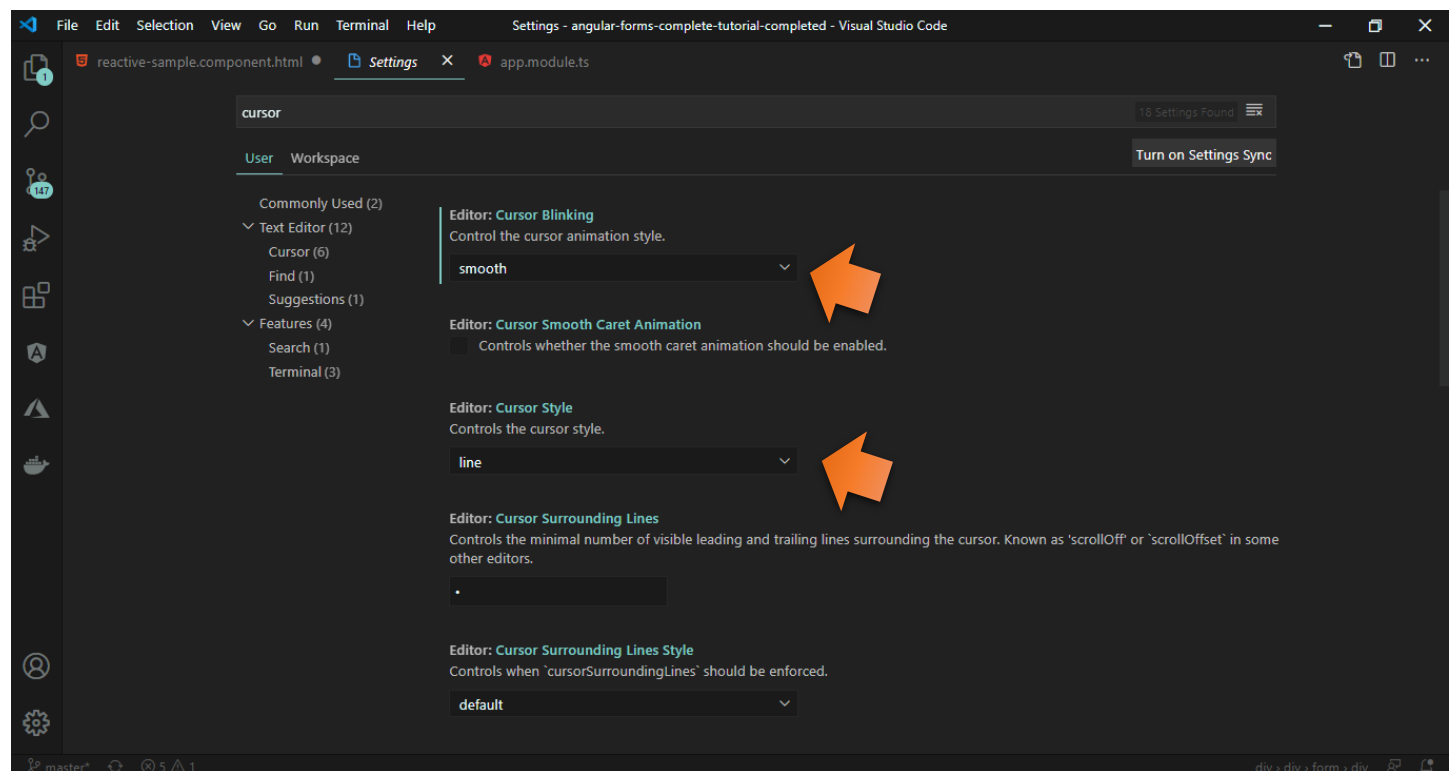 File Edit Selection View Go Run Terminal Help Settings - angular-forms-complete-tutorial-completed - Visual Studio Code
reactive-sample.component.html Settings app.module.ts
1
cursor 18 Settings Found
User Workspace Turn on Settings Sync
147
Commonly Used (2)
Text Editor (12)
Cursor (6)
Find (1)
Suggestions (1)
Features (4)
Search (1)
Terminal (3)
Editor: Cursor Blinking
Control the cursor animation style.
smooth
Editor: Cursor Smooth Caret Animation
Controls whether the smooth caret animation should be enabled.
Editor: Cursor Style
Controls the cursor style.
line
Editor: Cursor Surrounding Lines
Controls the minimal number of visible leading and trailing lines surrounding the cursor. Known as 'scrollOff' or `scrollOffset` in some
other editors.
Editor: Cursor Surrounding Lines Style
Controls when `cursorSurroundingLines` should be enforced.
default
master* 5 1 div › div › form › div